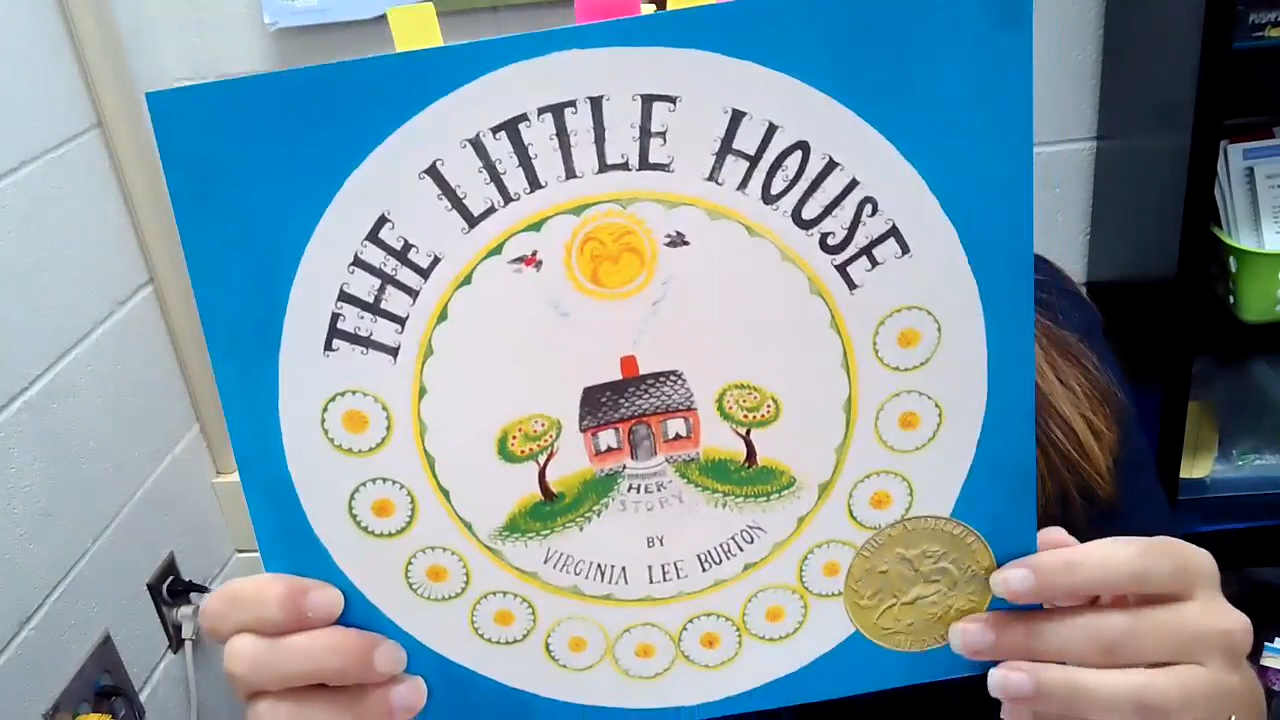 THE LITTLE HOUSE
HER-
STORY
BY
VIRGINIA LEE BURTON